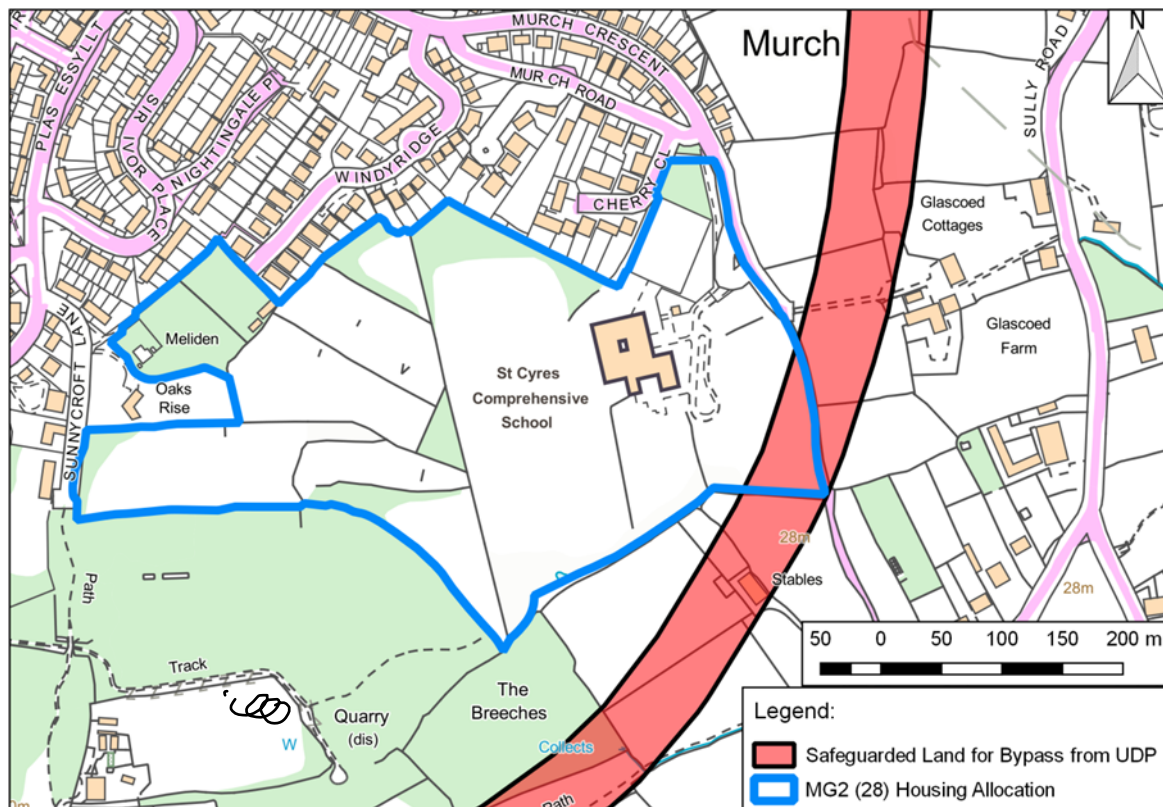 MURCH CRESCENT
MURCH ROAD
Murch
N
SULLY ROAD
PLAS ESSYLLT
SIR IVOR PLACE
NIGHTINGALE PL
WINDYRIDGE
CHERRY CL
Glascoed
Cottages
Glascoed
Farm
SUNNYCROFT LANE
Meliden
Oaks
Rise
St Cyres
Comprehensive
School
28m
Stables
28m
Path
Track
Quarry
(dis)
W
The
Breeches
Collects
Path
50 0 50 100 150 200 m
Legend:
Safeguarded Land for Bypass from UDP
MG2 (28) Housing Allocation